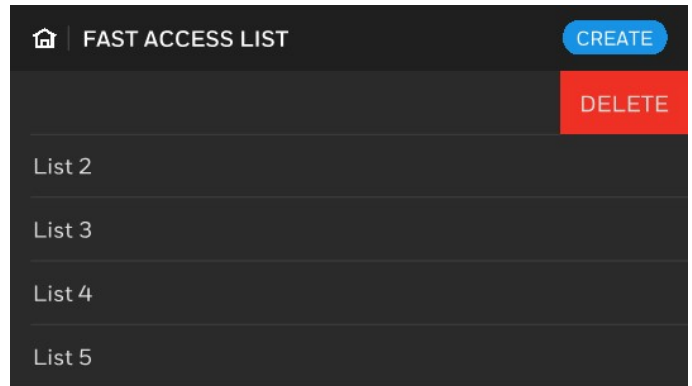 FAST ACCESS LIST CREATE
DELETE
List 2
List 3
List 4
List 5